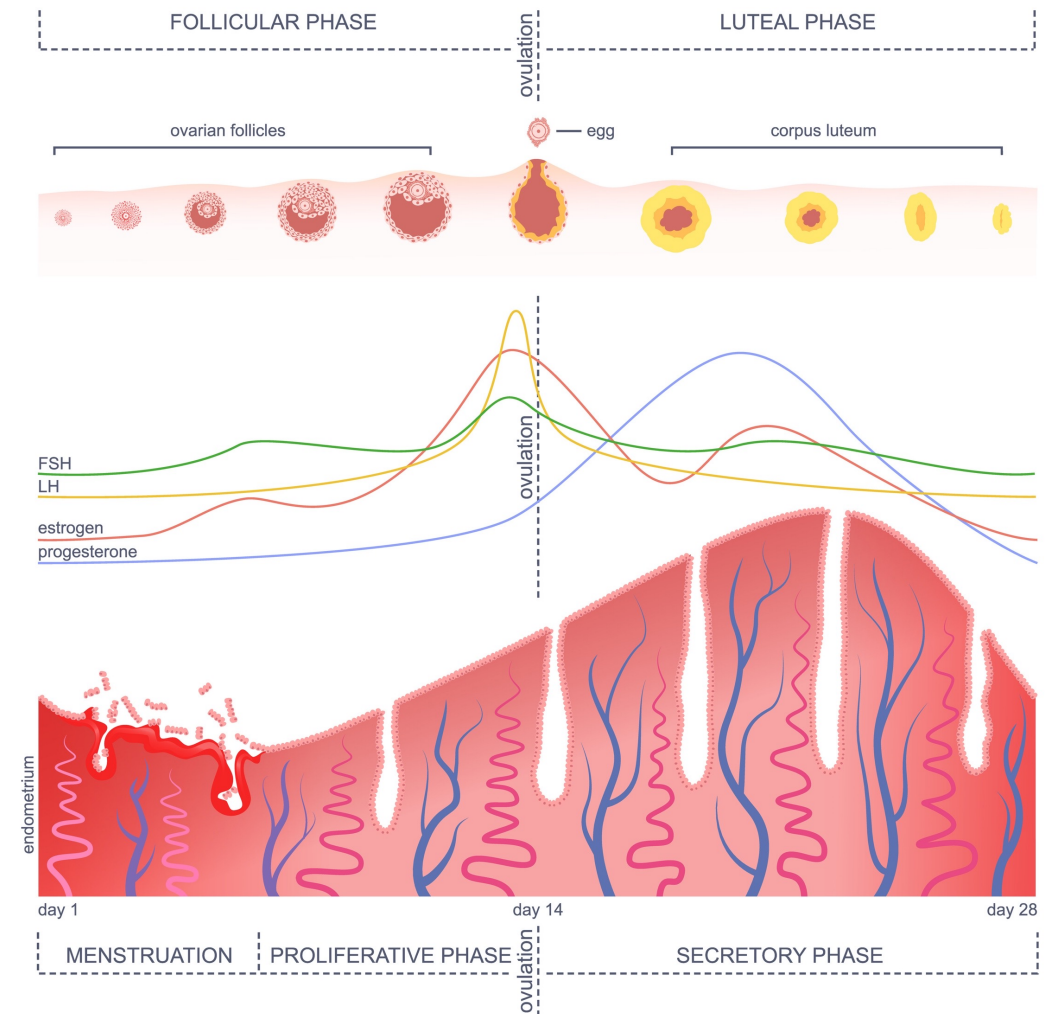 FOLLICULAR PHASE
ovulation
LUTEAL PHASE
egg
ovarian follicles
corpus luteum
ovulation
FSH
LH
estrogen
progesterone
endometrium
day 1
day 14
day 28
MENSTRUATION
PROLIFERATIVE PHASE
ovulation
SECRETORY PHASE